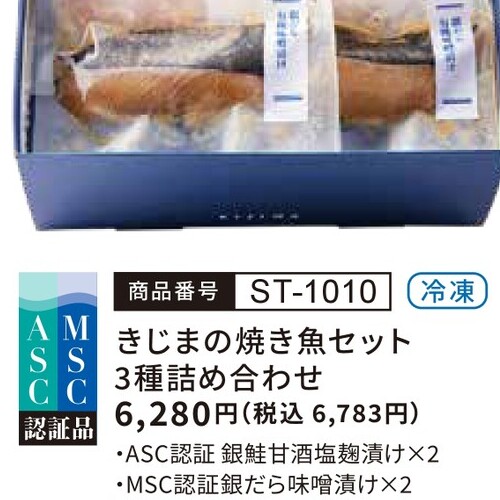 KIZIMA
商品番号 ST-1010 冷凍
ASC MSC 認証品
きじまの焼き魚セット
3種詰め合わせ
6,280円（税込 6,783円）
・ASC認証 銀鮭甘酒塩麹漬け×2
・MSC認証銀だら味噌漬け×2